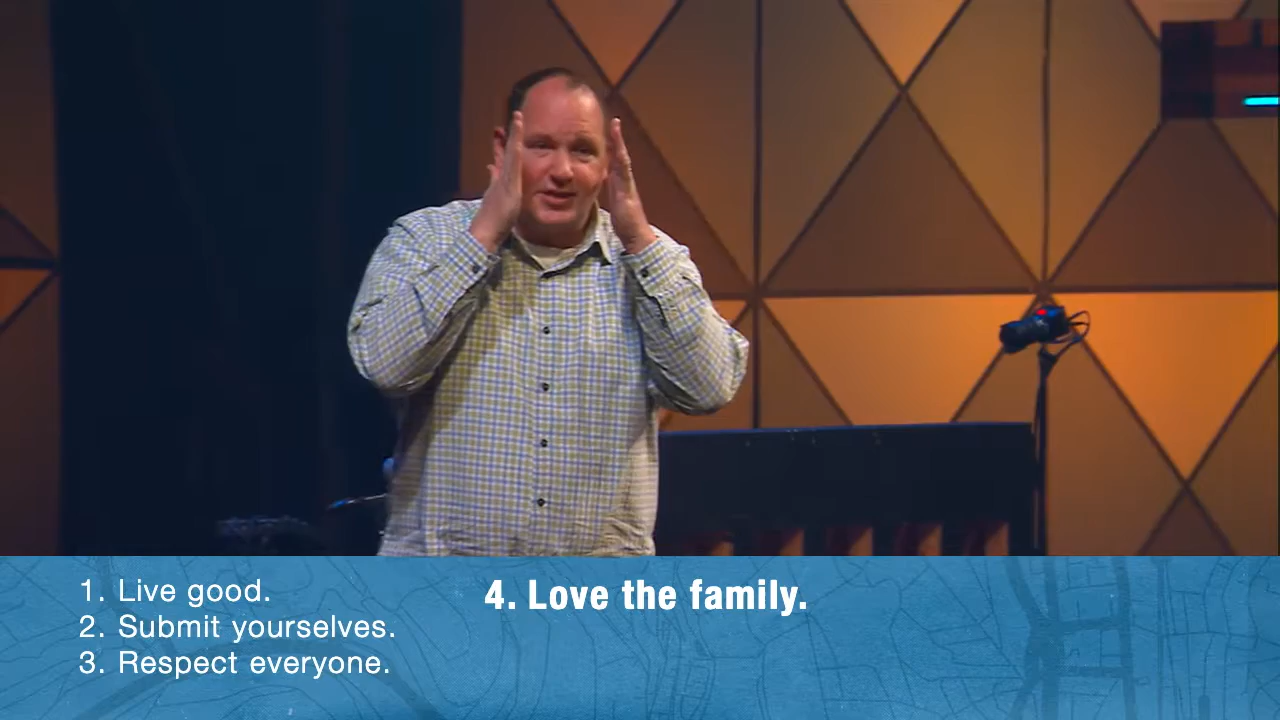 1. Live good.
2. Submit yourselves.
3. Respect everyone.
4. Love the family.